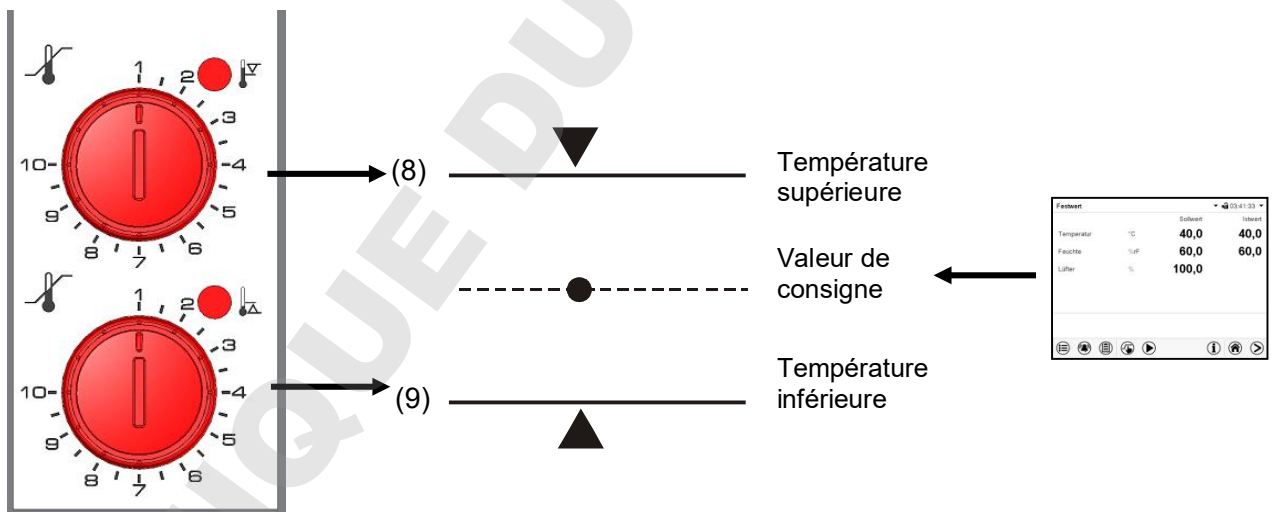 1
2
3
4
5
6
7
8
9
10
(8)
Température
supérieure
Valeur de
consigne
1
2
3
4
5
6
7
8
9
10
(9)
Température
inférieure
Festwert
03:41:33
Sollwert
Istwert
Temperatur °C 40,0 40,0
Feuchte %rF 60,0 60,0
Lüfter % 100,0
IQUE DU